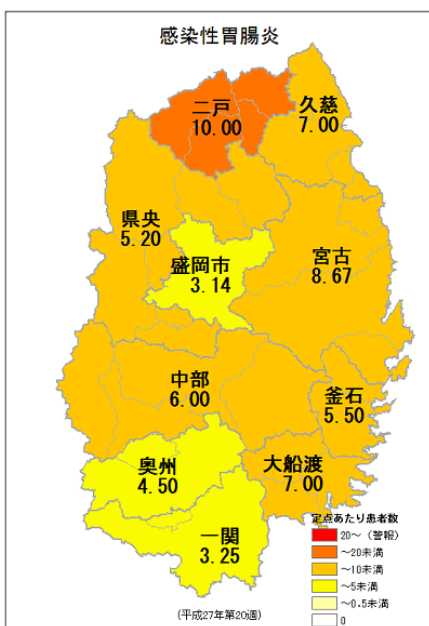 感染性胃腸炎
二戸
10.00
久慈
7.00
県央
5.20
盛岡市
3.14
宮古
8.67
中部
6.00
釜石
5.50
奥州
4.50
大船渡
7.00
一関
3.25
定点あたり患者数
20～（警報）
～20未満
～10未満
～5未満
～0.5未満
0
(平成27年第20週)